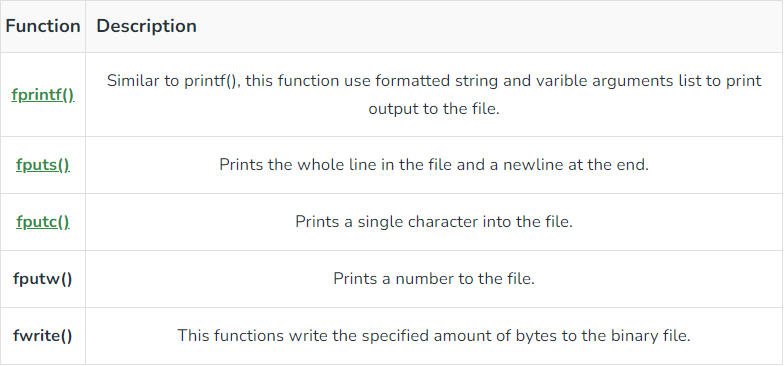 Function Description
fprintf() Similar to printf(), this function use formatted string and varible arguments list to print
output to the file.
fputs() Prints the whole line in the file and a newline at the end.
fputc() Prints a single character into the file.
fputw() Prints a number to the file.
fwrite() This functions write the specified amount of bytes to the binary file.